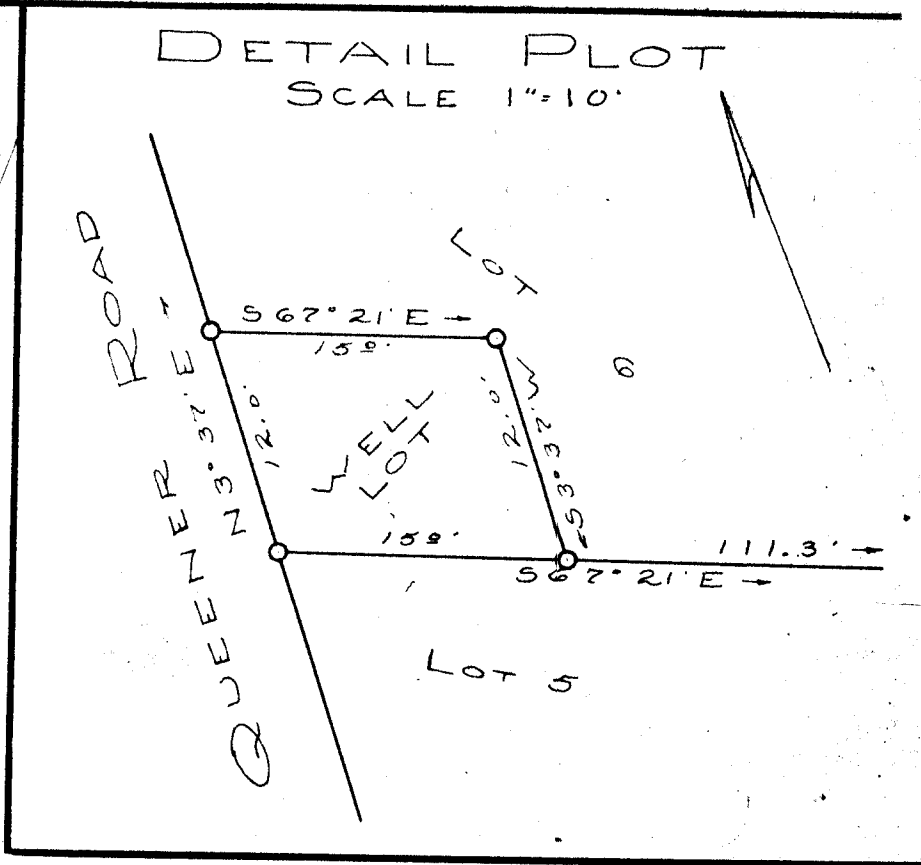 DETAIL PLOT
SCALE 1"=10'
QUEENER ROAD
N 3° 37' E →
S 67° 21' E →
15.0'
LOT 6
12.0'
WELL
LOT
12.0'
S 3° 37' W
15.0'
111.3' →
S 67° 21' E →
LOT 5